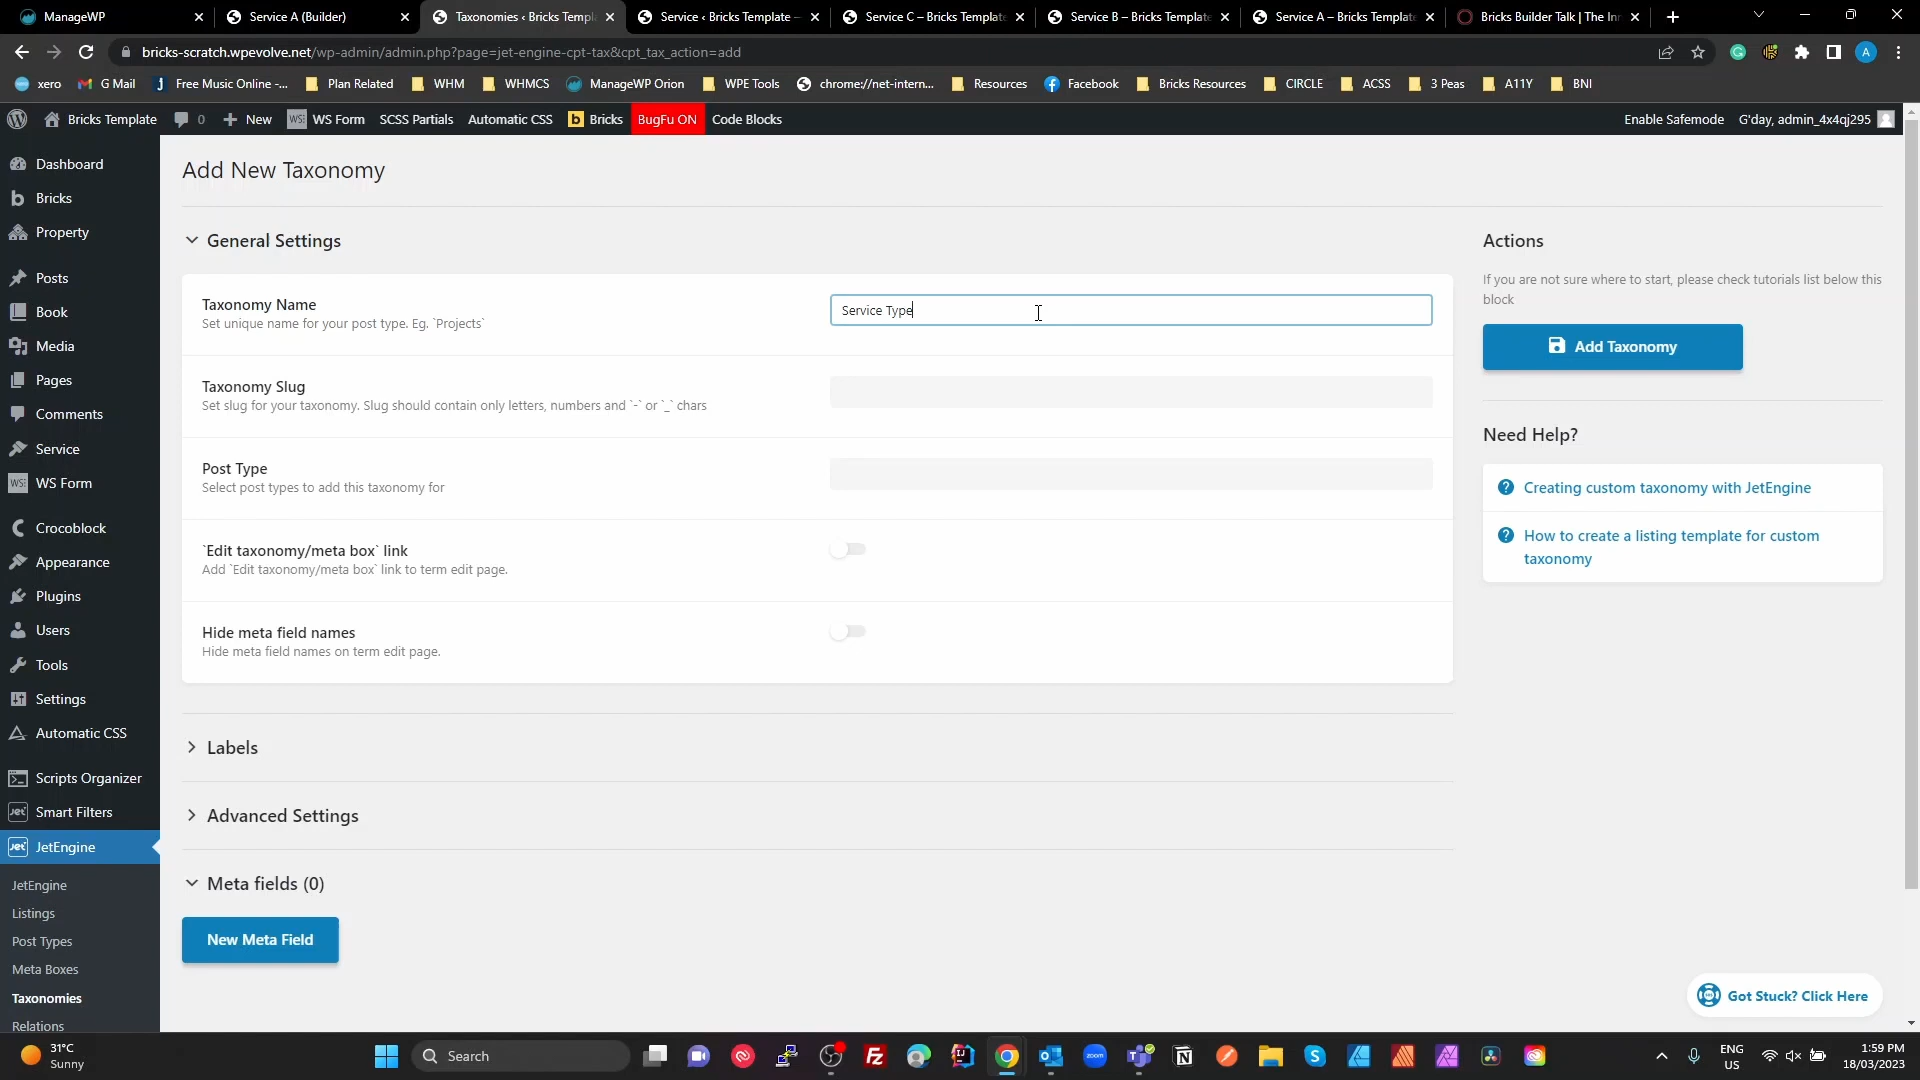 ManageWP
Service A (Builder)
Taxonomies ‹ Bricks Templ
Service ‹ Bricks Template –
Service C – Bricks Template
Service B – Bricks Template
Service A – Bricks Template
Bricks Builder Talk | The Inn
bricks-scratch.wpevolve.net/wp-admin/admin.php?page=jet-engine-cpt-tax&cpt_tax_action=add
xero
G Mail
Free Music Online -...
Plan Related
WHM
WHMCS
ManageWP Orion
WPE Tools
chrome://net-intern...
Resources
Facebook
Bricks Resources
CIRCLE
ACSS
3 Peas
A11Y
BNI
Bricks Template
0
New
WS Form
SCSS Partials
Automatic CSS
Bricks
BugFu ON
Code Blocks
Enable Safemode
G'day, admin_4x4qj295
Dashboard
Bricks
Property
Posts
Book
Media
Pages
Comments
Service
WS Form
Crocoblock
Appearance
Plugins
Users
Tools
Settings
Automatic CSS
Scripts Organizer
Smart Filters
JetEngine
JetEngine
Listings
Post Types
Meta Boxes
Taxonomies
Relations
Add New Taxonomy
General Settings
Taxonomy Name
Set unique name for your post type. Eg. `Projects`
Service Type
Taxonomy Slug
Set slug for your taxonomy. Slug should contain only letters, numbers and `-` or `_` chars
Post Type
Select post types to add this taxonomy for
`Edit taxonomy/meta box` link
Add `Edit taxonomy/meta box` link to term edit page.
Hide meta field names
Hide meta field names on term edit page.
Labels
Advanced Settings
Meta fields (0)
New Meta Field
Actions
If you are not sure where to start, please check tutorials list below this
block
Add Taxonomy
Need Help?
Creating custom taxonomy with JetEngine
How to create a listing template for custom
taxonomy
Got Stuck? Click Here
31°C
Sunny
Search
zoom
ENG
US
1:59 PM
18/03/2023